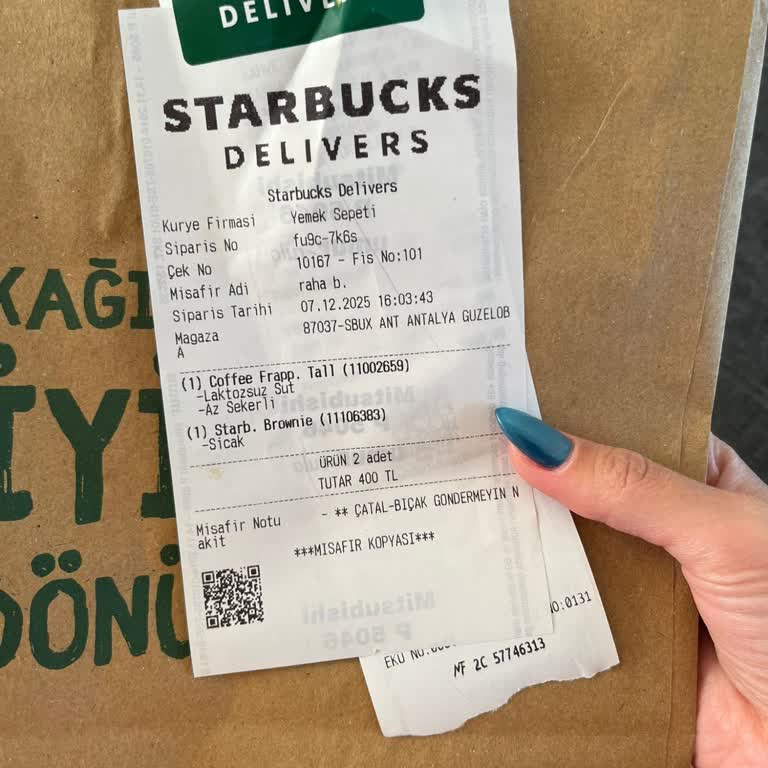 DELIVE
STARBUCKS
DELIVERS
Starbucks Delivers
Kurye Firmasi Yemek Sepeti
Siparis No fu9c-7k6s
Çek No 10167 - Fis No:101
Misafir Adi raha b.
Siparis Tarihi 07.12.2025 16:03:43
Magaza 87037-SBUX ANT ANTALYA GUZELOB
A
(1) Coffee Frapp. Tall (11002659)
-Laktozsuz Sut
-Az Sekerli
(1) Starb. Brownie (11106383)
-Sicak
ÜRÜN 2 adet
TUTAR 400 TL
Misafir Notu - ** ÇATAL-BIÇAK GONDERMEYIN N
akit
***MISAFIR KOPYASI***
KAĞI
İYİ
DÖNÜ
NO:0131
EKU NO:
MF 2C 57746313